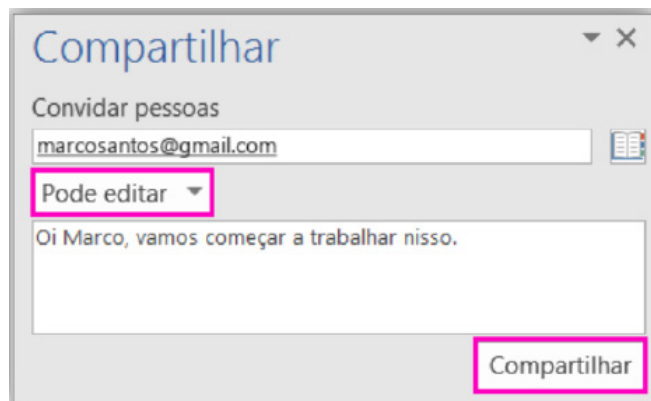 Compartilhar
Convidar pessoas
marcosantos@gmail.com
Pode editar
Oi Marco, vamos começar a trabalhar nisso.
Compartilhar